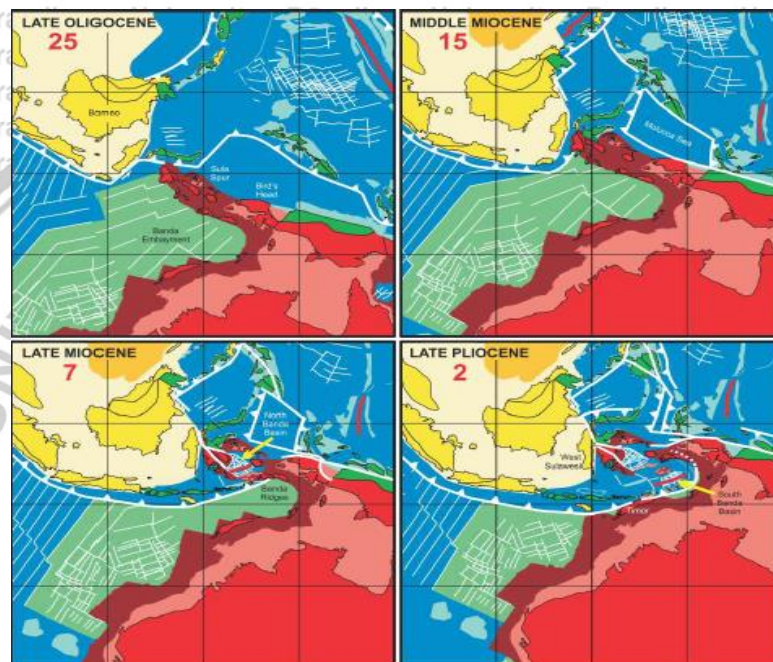 LATE OLIGOCENE
25
Borneo
Sula
Spur
Bird's
Head
Banda
Embayment
MIDDLE MIOCENE
15
Molucca Sea
LATE MIOCENE
7
North
Banda
Basin
Banda
Ridges
LATE PLIOCENE
2
West
Sulawesi
Timor
South
Banda
Basin